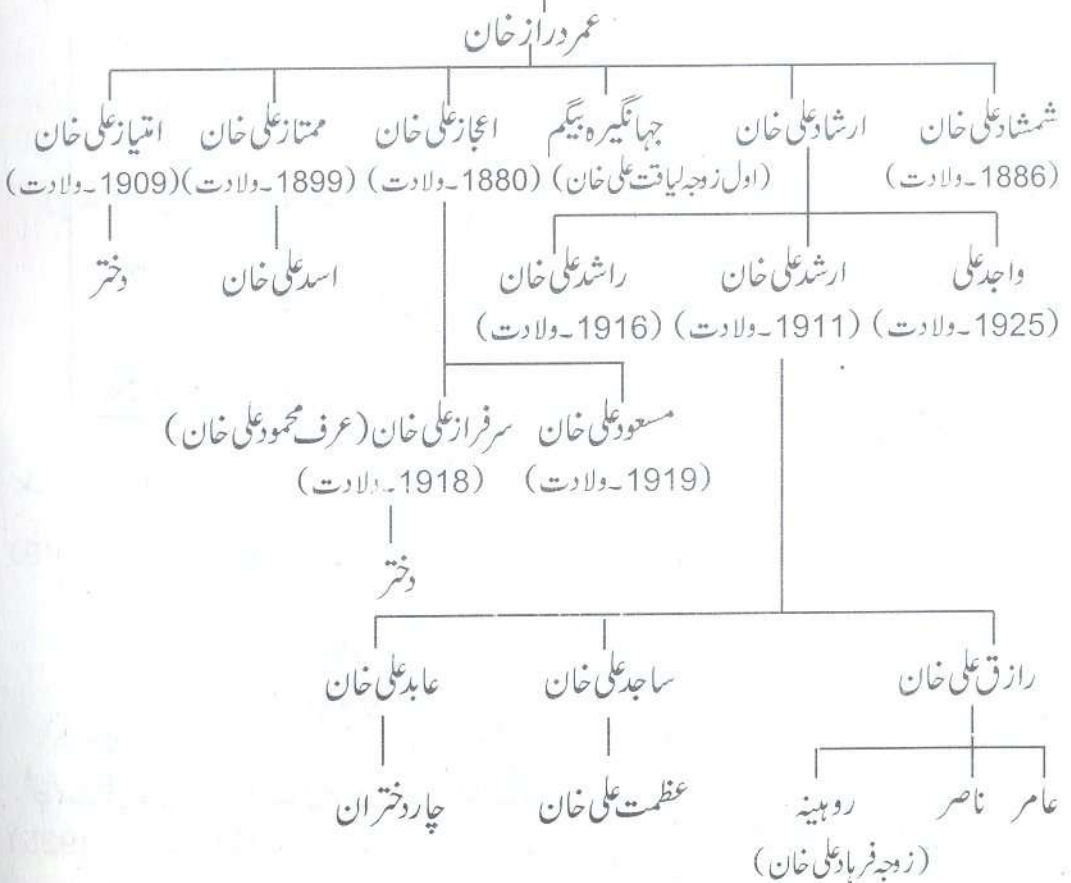 عمر دراز خان
شمشاد علی خان ارشاد علی خان جہانگیرہ بیگم اعجاز علی خان ممتاز علی خان امتیاز علی خان
(1886۔ولادت) (اول زوجہ لیاقت علی خان) (1880۔ولادت) (1899۔ولادت) (1909۔ولادت)
واجد علی ارشد علی خان راشد علی خان اسد علی خان دختر
(1925۔ولادت) (1911۔ولادت) (1916۔ولادت)
مسعود علی خان سرفراز علی خان (عرف محمود علی خان)
(1919۔ولادت) (1918۔ولادت)
دختر
رازق علی خان ساجد علی خان عابد علی خان
عامر ناصر روبینہ عظمت علی خان چار دختران
(زوجہ فرہاد علی خان)